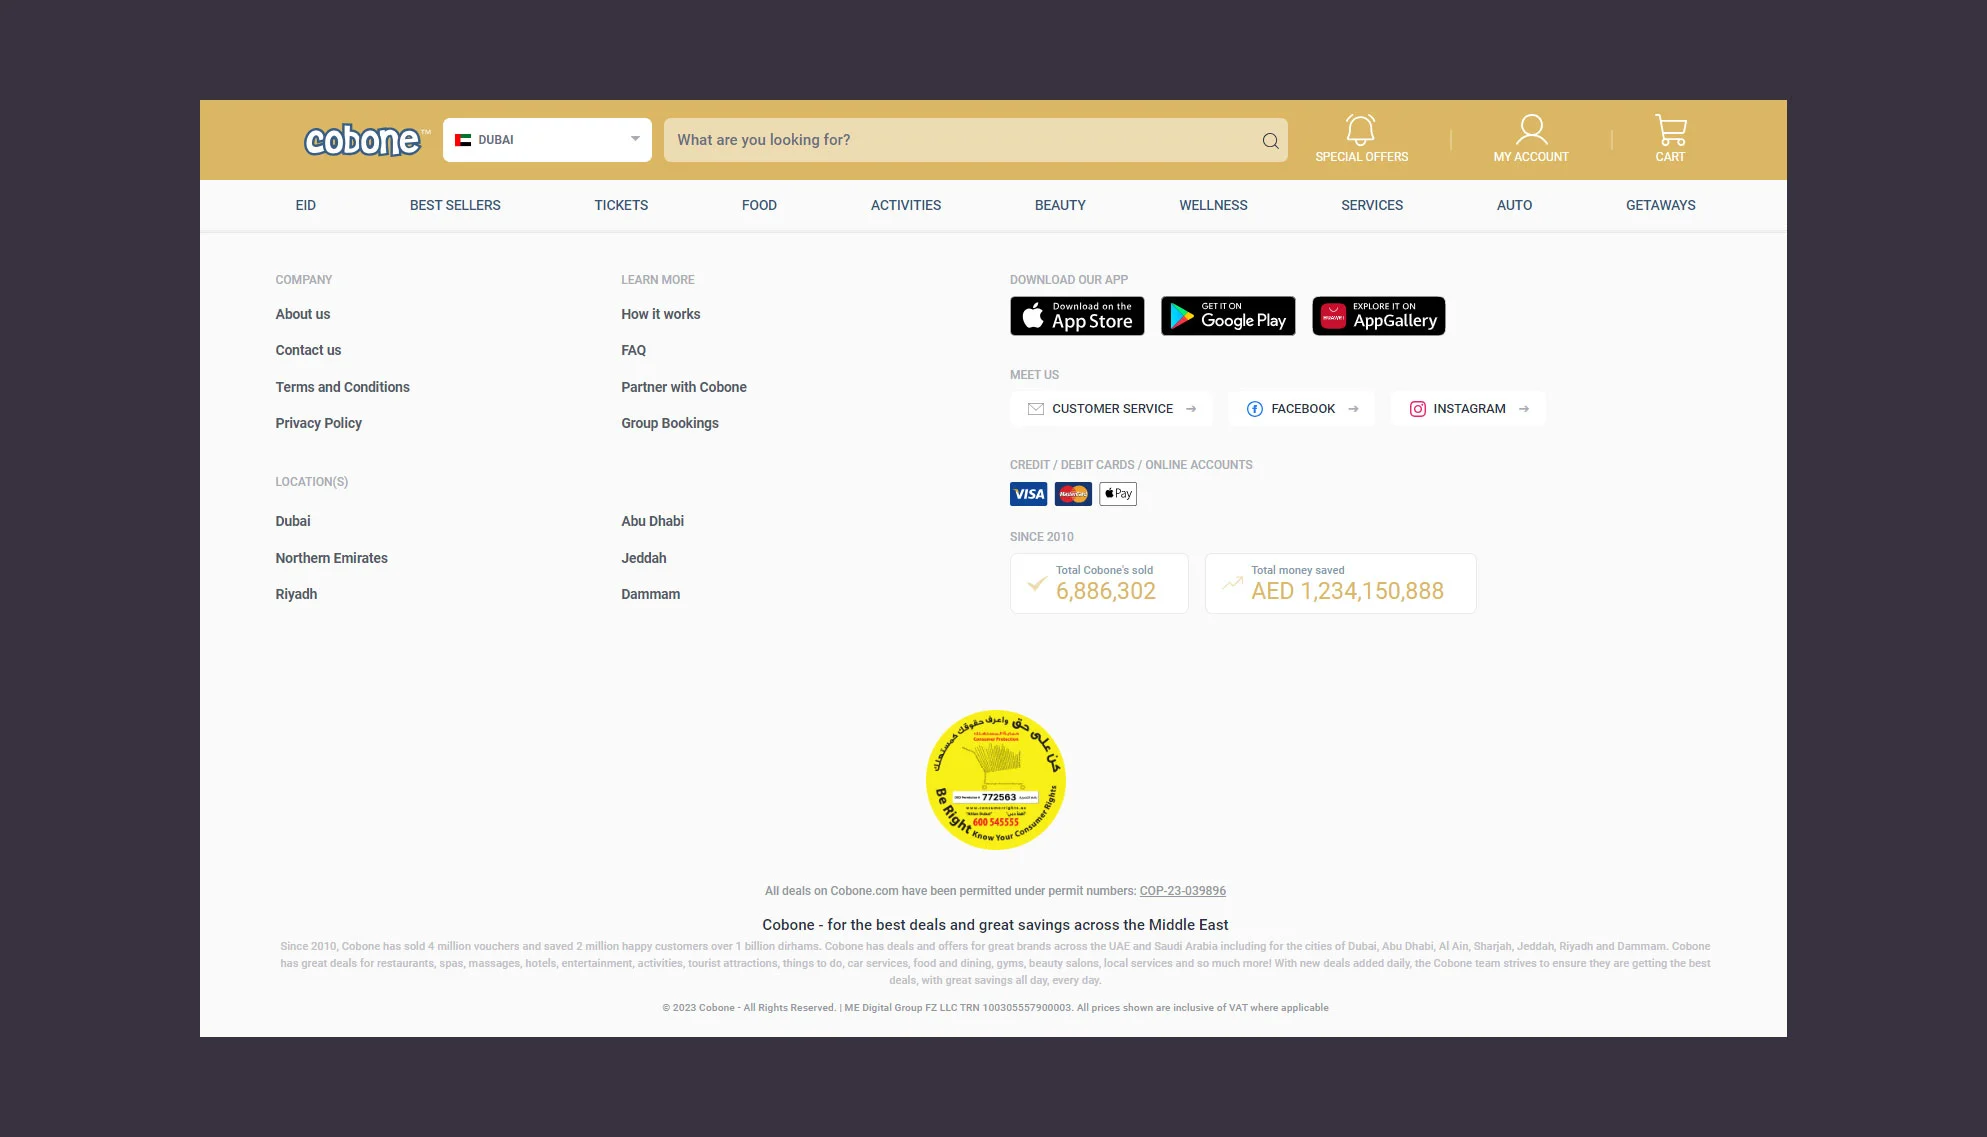 cobone™
DUBAI
What are you looking for?
SPECIAL OFFERS
MY ACCOUNT
CART
EID
BEST SELLERS
TICKETS
FOOD
ACTIVITIES
BEAUTY
WELLNESS
SERVICES
AUTO
GETAWAYS
COMPANY
About us
Contact us
Terms and Conditions
Privacy Policy
LEARN MORE
How it works
FAQ
Partner with Cobone
Group Bookings
LOCATION(S)
Dubai
Abu Dhabi
Northern Emirates
Jeddah
Riyadh
Dammam
DOWNLOAD OUR APP
Download on the
App Store
GET IT ON
Google Play
HUAWEI
EXPLORE IT ON
AppGallery
MEET US
CUSTOMER SERVICE
FACEBOOK
INSTAGRAM
CREDIT / DEBIT CARDS / ONLINE ACCOUNTS
VISA
MasterCard
Pay
SINCE 2010
Total Cobone's sold
6,886,302
Total money saved
AED 1,234,150,888
كن على حق واعرف حقوقك كمستهلك
Consumer Protection
772563
www.consumerrights.ae
600 545555
Be Right Know Your Consumer Rights
All deals on Cobone.com have been permitted under permit numbers: COP-23-039896
Cobone - for the best deals and great savings across the Middle East
Since 2010, Cobone has sold 4 million vouchers and saved 2 million happy customers over 1 billion dirhams. Cobone has deals and offers for great brands across the UAE and Saudi Arabia including for the cities of Dubai, Abu Dhabi, Al Ain, Sharjah, Jeddah, Riyadh and Dammam. Cobone
has great deals for restaurants, spas, massages, hotels, entertainment, activities, tourist attractions, things to do, car services, food and dining, gyms, beauty salons, local services and so much more! With new deals added daily, the Cobone team strives to ensure they are getting the best
deals, with great savings all day, every day.
© 2023 Cobone - All Rights Reserved. | ME Digital Group FZ LLC TRN 100305557900003. All prices shown are inclusive of VAT where applicable